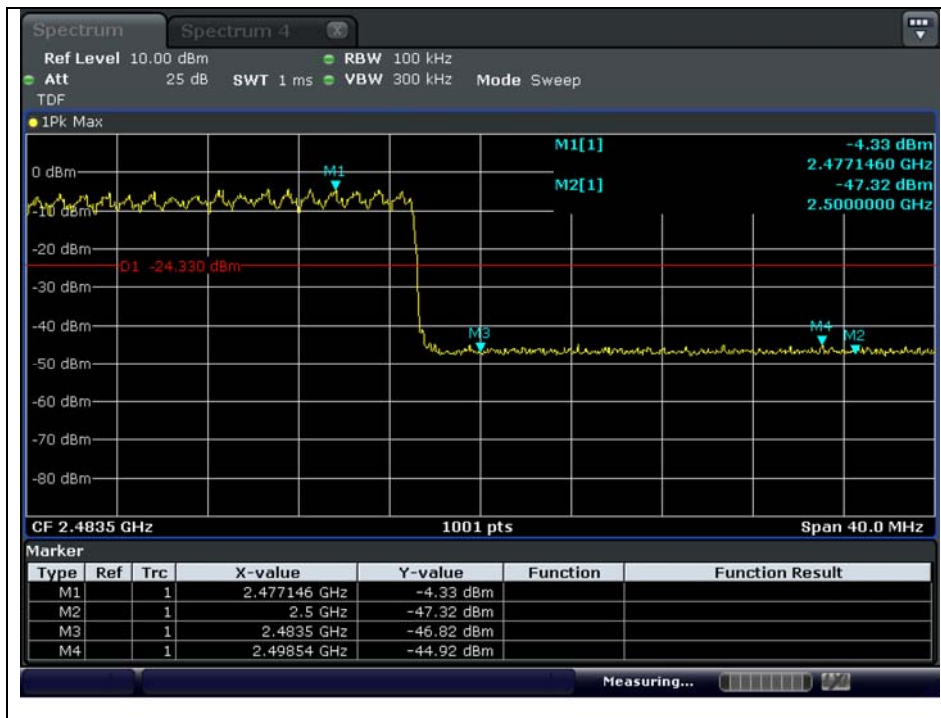 Spectrum Spectrum 4 X
Ref Level 10.00 dBm RBW 100 kHz
Att 25 dB SWT 1 ms VBW 300 kHz Mode Sweep
TDF
1Pk Max
M1[1] -4.33 dBm
2.4771460 GHz
M2[1] -47.32 dBm
2.5000000 GHz
0 dBm
M1
-10 dBm
-20 dBm
D1 -24.330 dBm
-30 dBm
-40 dBm
M3 M4 M2
-50 dBm
-60 dBm
-70 dBm
-80 dBm
CF 2.4835 GHz 1001 pts Span 40.0 MHz
Marker
Type Ref Trc X-value Y-value Function Function Result
M1 1 2.477146 GHz -4.33 dBm
M2 1 2.5 GHz -47.32 dBm
M3 1 2.4835 GHz -46.82 dBm
M4 1 2.49854 GHz -44.92 dBm
Measuring...